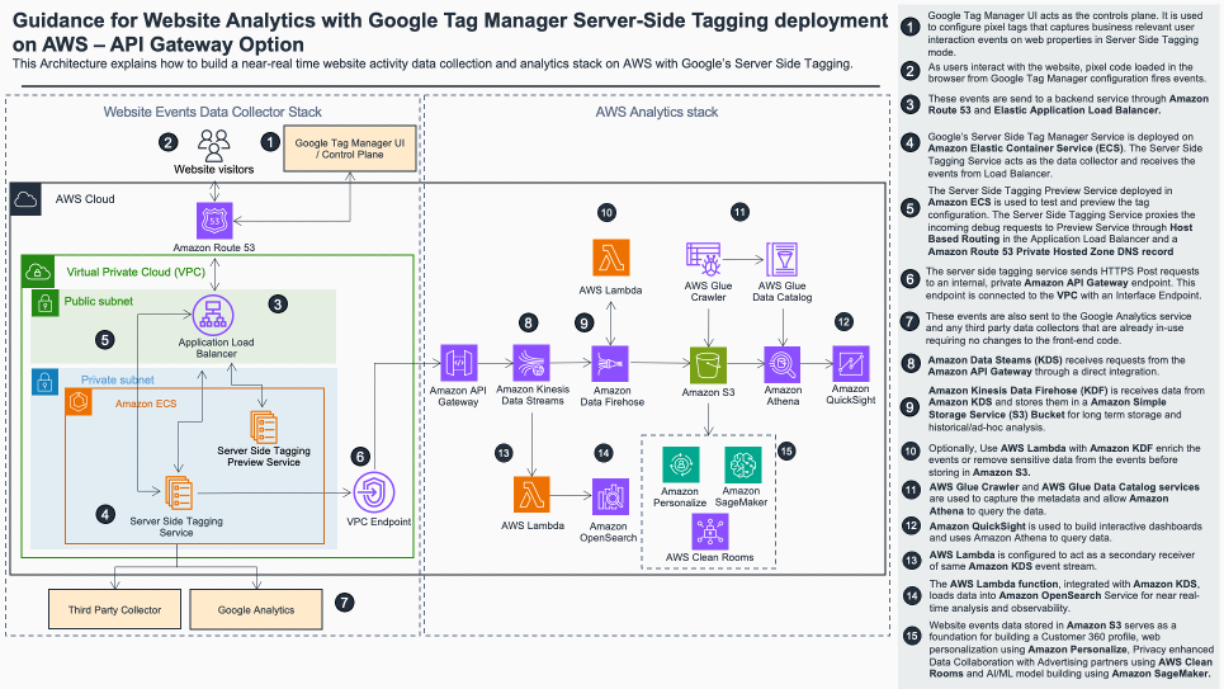 Guidance for Website Analytics with Google Tag Manager Server-Side Tagging deployment
on AWS – API Gateway Option
This Architecture explains how to build a near-real time website activity data collection and analytics stack on AWS with Google's Server Side Tagging.
Website Events Data Collector Stack
AWS Analytics stack
2
1
Google Tag Manager UI
/ Control Plane
Website visitors
AWS Cloud
53
Amazon Route 53
Virtual Private Cloud (VPC)
Public subnet
3
5
Application Load
Balancer
Private subnet
Amazon ECS
Server Side Tagging
Preview Service
6
4
Server Side Tagging
Service
VPC Endpoint
Third Party Collector
Google Analytics
7
10
11
AWS Lambda
AWS Glue
Crawler
AWS Glue
Data Catalog
8
9
12
Amazon API
Gateway
Amazon Kinesis
Data Streams
Amazon
Data Firehose
Amazon S3
Amazon
Athena
Amazon
QuickSight
13
14
15
AWS Lambda
Amazon
OpenSearch
Amazon
Personalize
Amazon
SageMaker
AWS Clean Rooms
1
Google Tag Manager UI acts as the controls plane. It is used
to configure pixel tags that captures business relevant user
interaction events on web properties in Server Side Tagging
mode.
2
As users interact with the website, pixel code loaded in the
browser from Google Tag Manager configuration fires events.
3
These events are send to a backend service through Amazon
Route 53 and Elastic Application Load Balancer.
4
Google's Server Side Tag Manager Service is deployed on
Amazon Elastic Container Service (ECS). The Server Side
Tagging Service acts as the data collector and receives the
events from Load Balancer.
5
The Server Side Tagging Preview Service deployed in
Amazon ECS is used to test and preview the tag
configuration. The Server Side Tagging Service proxies the
incoming debug requests to Preview Service through Host
Based Routing in the Application Load Balancer and a
Amazon Route 53 Private Hosted Zone DNS record
6
The server side tagging service sends HTTPS Post requests
to an internal, private Amazon API Gateway endpoint. This
endpoint is connected to the VPC with an Interface Endpoint.
7
These events are also sent to the Google Analytics service
and any third party data collectors that are already in-use
requiring no changes to the front-end code.
8
Amazon Data Steams (KDS) receives requests from the
Amazon API Gateway through a direct integration.
9
Amazon Kinesis Data Firehose (KDF) is receives data from
Amazon KDS and stores them in a Amazon Simple
Storage Service (S3) Bucket for long term storage and
historical/ad-hoc analysis.
10
Optionally, Use AWS Lambda with Amazon KDF enrich the
events or remove sensitive data from the events before
storing in Amazon S3.
11
AWS Glue Crawler and AWS Glue Data Catalog services
are used to capture the metadata and allow Amazon
Athena to query the data.
12
Amazon QuickSight is used to build interactive dashboards
and uses Amazon Athena to query data.
13
AWS Lambda is configured to act as a secondary receiver
of same Amazon KDS event stream.
14
The AWS Lambda function, integrated with Amazon KDS,
loads data into Amazon OpenSearch Service for near real-
time analysis and observability.
15
Website events data stored in Amazon S3 serves as a
foundation for building a Customer 360 profile, web
personalization using Amazon Personalize, Privacy enhanced
Data Collaboration with Advertising partners using AWS Clean
Rooms and AI/ML model building using Amazon SageMaker.